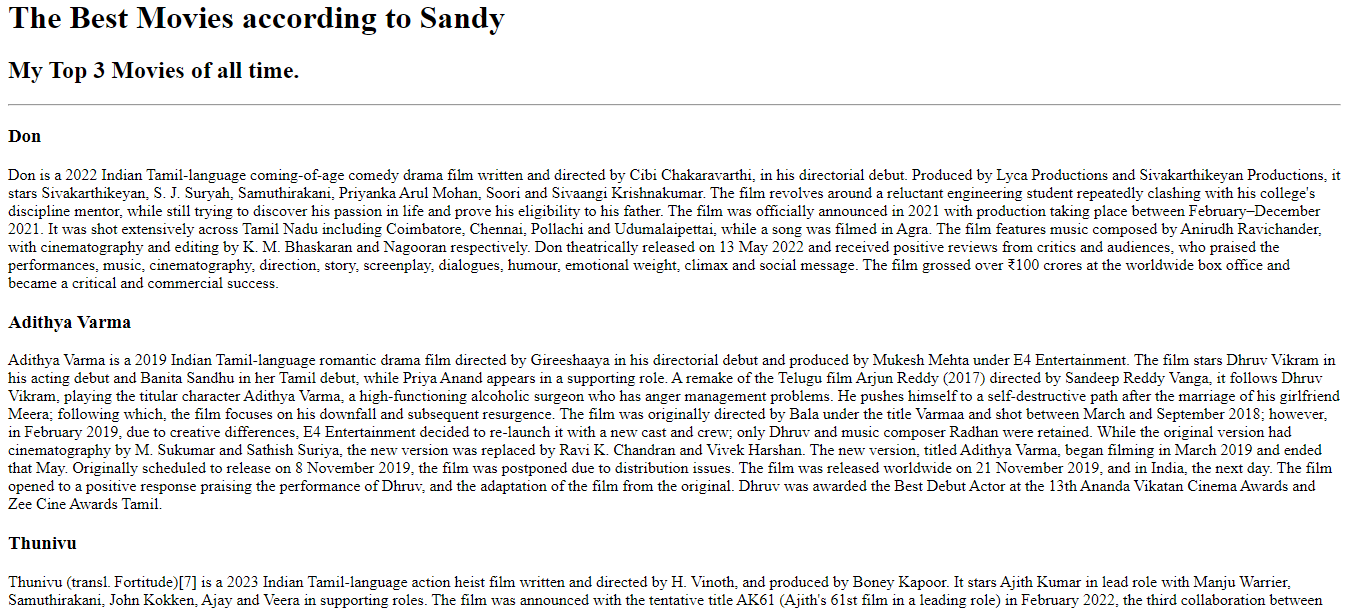 The Best Movies according to Sandy
My Top 3 Movies of all time.
Don
Don is a 2022 Indian Tamil-language coming-of-age comedy drama film written and directed by Cibi Chakaravarthi, in his directorial debut. Produced by Lyca Productions and Sivakarthikeyan Productions, it
stars Sivakarthikeyan, S. J. Suryah, Samuthirakani, Priyanka Arul Mohan, Soori and Sivaangi Krishnakumar. The film revolves around a reluctant engineering student repeatedly clashing with his college's
discipline mentor, while still trying to discover his passion in life and prove his eligibility to his father. The film was officially announced in 2021 with production taking place between February–December
2021. It was shot extensively across Tamil Nadu including Coimbatore, Chennai, Pollachi and Udumalaipettai, while a song was filmed in Agra. The film features music composed by Anirudh Ravichander,
with cinematography and editing by K. M. Bhaskaran and Nagooran respectively. Don theatrically released on 13 May 2022 and received positive reviews from critics and audiences, who praised the
performances, music, cinematography, direction, story, screenplay, dialogues, humour, emotional weight, climax and social message. The film grossed over ₹100 crores at the worldwide box office and
became a critical and commercial success.
Adithya Varma
Adithya Varma is a 2019 Indian Tamil-language romantic drama film directed by Gireeshaaya in his directorial debut and produced by Mukesh Mehta under E4 Entertainment. The film stars Dhruv Vikram in
his acting debut and Banita Sandhu in her Tamil debut, while Priya Anand appears in a supporting role. A remake of the Telugu film Arjun Reddy (2017) directed by Sandeep Reddy Vanga, it follows Dhruv
Vikram, playing the titular character Adithya Varma, a high-functioning alcoholic surgeon who has anger management problems. He pushes himself to a self-destructive path after the marriage of his girlfriend
Meera; following which, the film focuses on his downfall and subsequent resurgence. The film was originally directed by Bala under the title Varmaa and shot between March and September 2018; however,
in February 2019, due to creative differences, E4 Entertainment decided to re-launch it with a new cast and crew; only Dhruv and music composer Radhan were retained. While the original version had
cinematography by M. Sukumar and Sathish Suriya, the new version was replaced by Ravi K. Chandran and Vivek Harshan. The new version, titled Adithya Varma, began filming in March 2019 and ended
that May. Originally scheduled to release on 8 November 2019, the film was postponed due to distribution issues. The film was released worldwide on 21 November 2019, and in India, the next day. The film
opened to a positive response praising the performance of Dhruv, and the adaptation of the film from the original. Dhruv was awarded the Best Debut Actor at the 13th Ananda Vikatan Cinema Awards and
Zee Cine Awards Tamil.
Thunivu
Thunivu (transl. Fortitude)[7] is a 2023 Indian Tamil-language action heist film written and directed by H. Vinoth, and produced by Boney Kapoor. It stars Ajith Kumar in lead role with Manju Warrier,
Samuthirakani, John Kokken, Ajay and Veera in supporting roles. The film was announced with the tentative title AK61 (Ajith's 61st film in a leading role) in February 2022, the third collaboration between